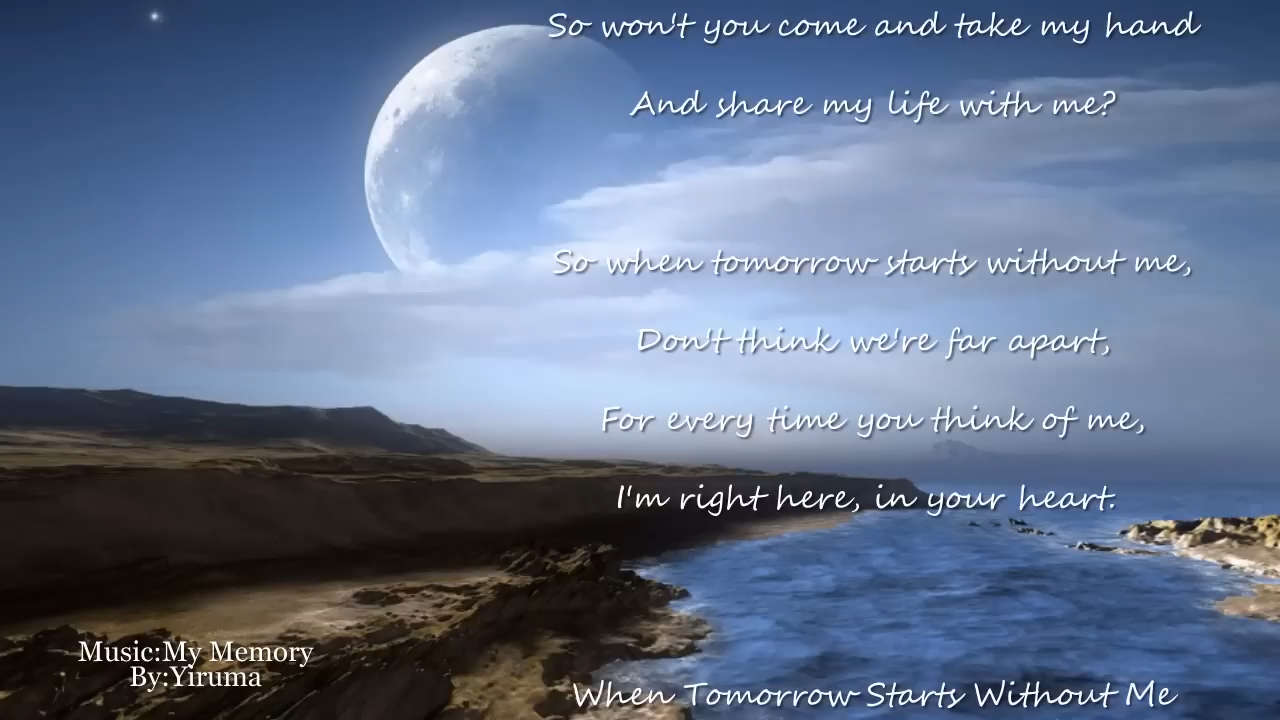 So won't you come and take my hand
And share my life with me?
So when tomorrow starts without me,
Don't think we're far apart,
For every time you think of me,
I'm right here, in your heart.
Music:My Memory
By:Yiruma
When Tomorrow Starts Without Me